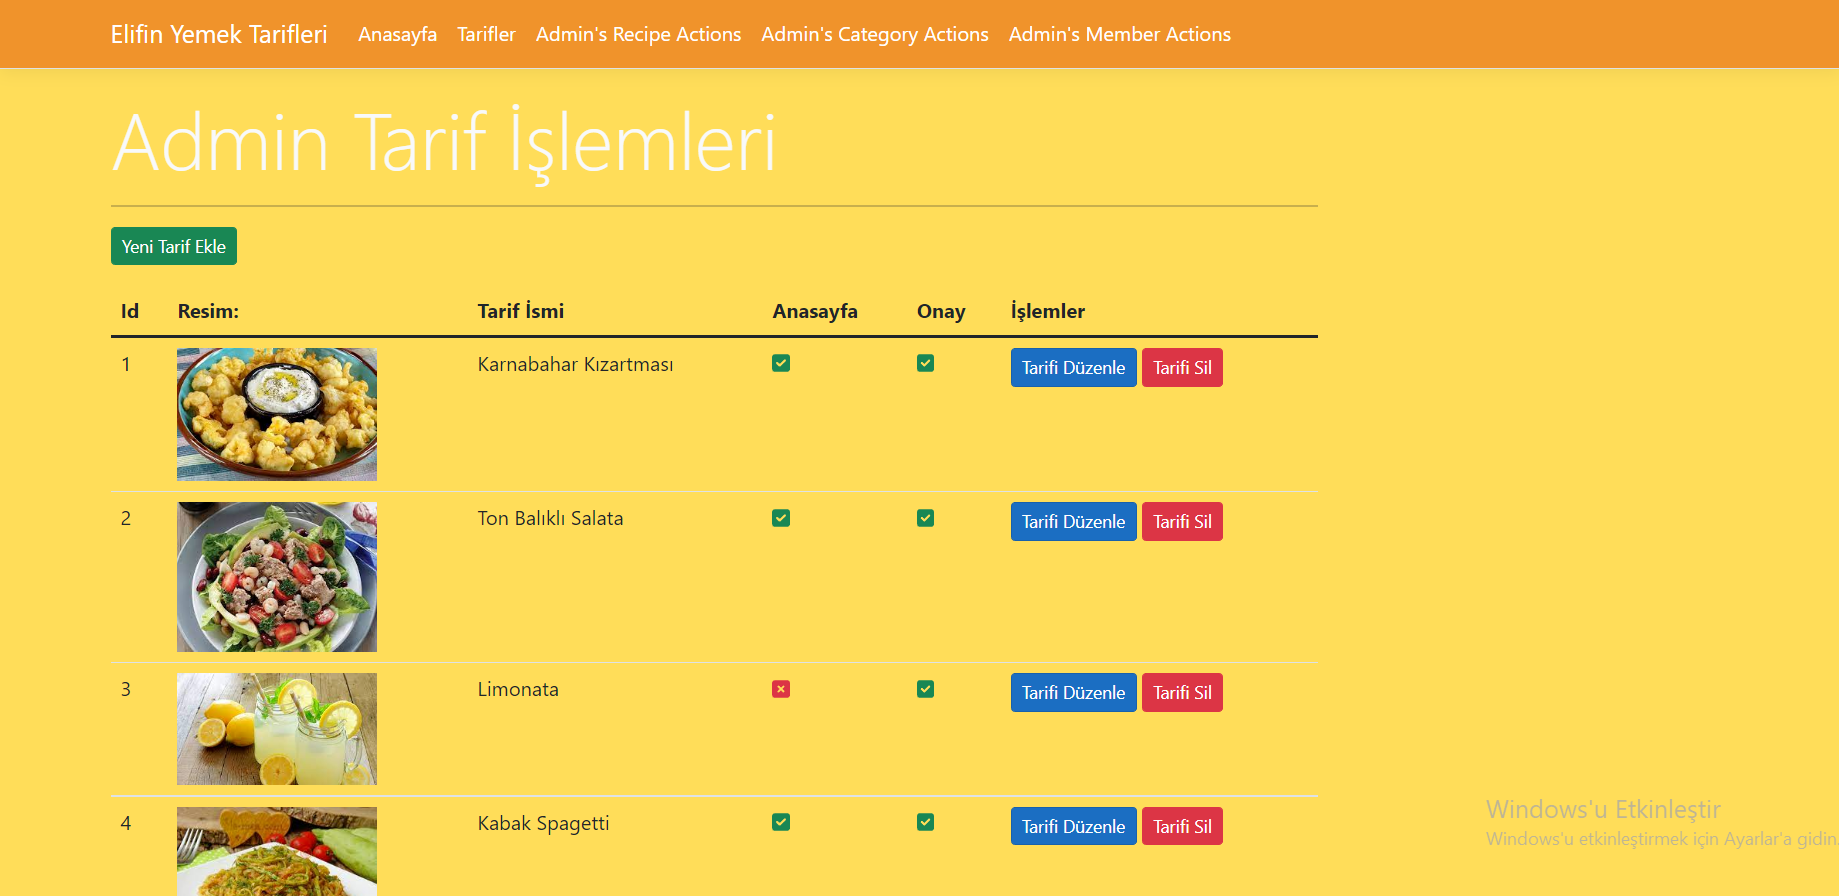 Elifin Yemek Tarifleri Anasayfa Tarifler Admin's Recipe Actions Admin's Category Actions Admin's Member Actions
Admin Tarif İşlemleri
Yeni Tarif Ekle
Id Resim: Tarif İsmi Anasayfa Onay İşlemler
1 Karnabahar Kızartması Tarifi Düzenle Tarifi Sil
2 Ton Balıklı Salata Tarifi Düzenle Tarifi Sil
3 Limonata Tarifi Düzenle Tarifi Sil
4 Kabak Spagetti Tarifi Düzenle Tarifi Sil
Windows'u Etkinleştir
Windows'u etkinleştirmek için Ayarlar'a gidin.